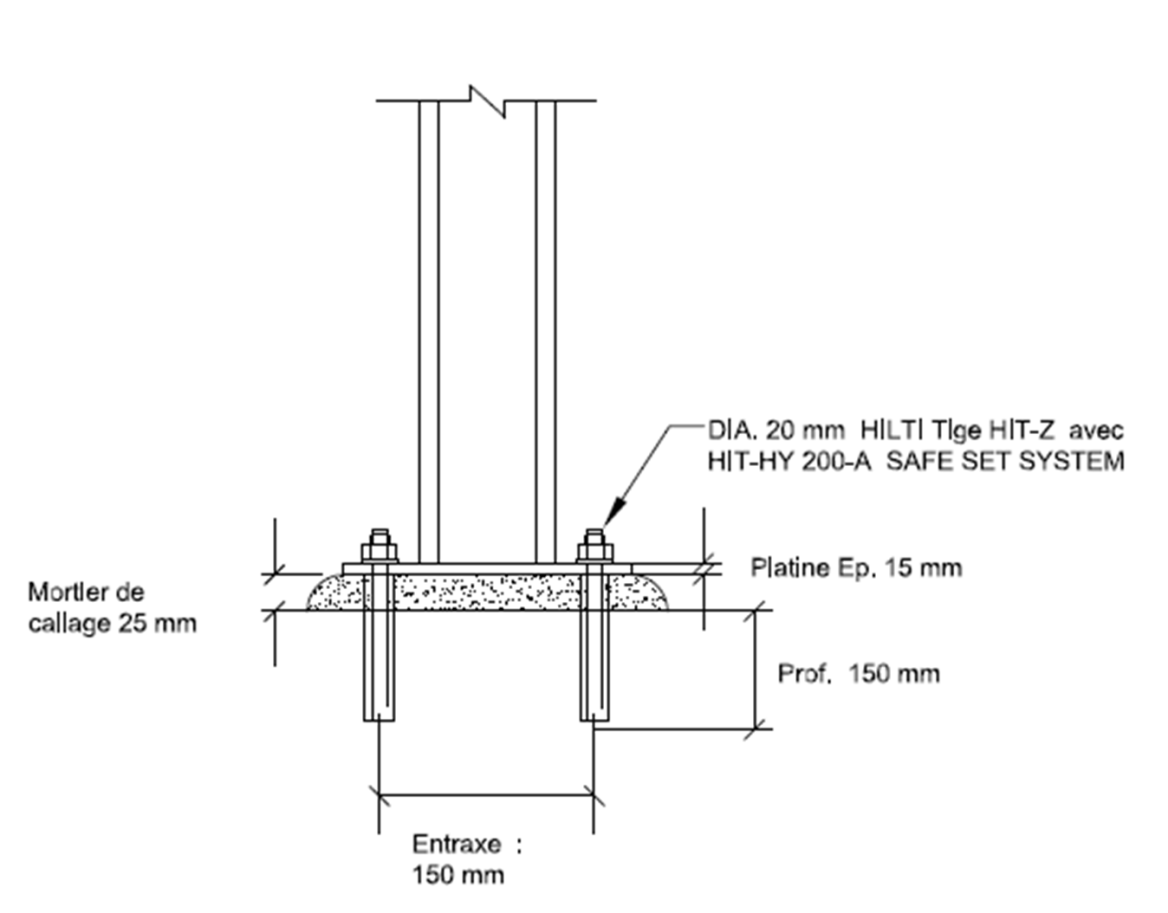 DIA. 20 mm HILTI Tige HIT-Z avec
HIT-HY 200-A SAFE SET SYSTEM
Platine Ep. 15 mm
Mortier de
callage 25 mm
Prof. 150 mm
Entraxe :
150 mm